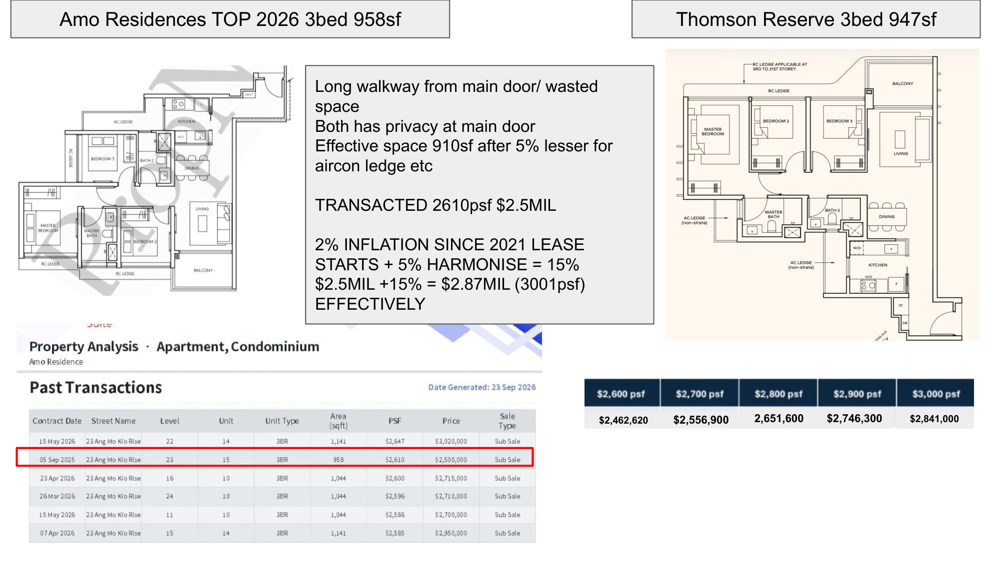 Amo Residences TOP 2026 3bed 958sf
Thomson Reserve 3bed 947sf
DB/ST
AC LEDGE
KITCHEN
F
W/D
RC LEDGE
BEDROOM 3
BATH 2
DINING
LIVING
MASTER
BEDROOM
MASTER
BATH
BEDROOM 2
RC LEDGE
RC LEDGE
BALCONY
Long walkway from main door/ wasted
space
Both has privacy at main door
Effective space 910sf after 5% lesser for
aircon ledge etc
TRANSACTED 2610psf $2.5MIL
2% INFLATION SINCE 2021 LEASE
STARTS + 5% HARMONISE = 15%
$2.5MIL +15% = $2.87MIL (3001psf)
EFFECTIVELY
RC LEDGE APPLICABLE AT
3RD TO 21ST STOREY
RC LEDGE
BALCONY
MASTER
BEDROOM
BEDROOM 2
BEDROOM 3
LIVING
AC LEDGE
(non-strata)
MASTER
BATH
BATH 2
DINING
W/D
AC LEDGE
(non-strata)
KITCHEN
H/O
F
ST
DB
Suite
Property Analysis · Apartment, Condominium
Amo Residence
Past Transactions
Date Generated: 23 Sep 2026
Contract Date Street Name Level Unit Unit Type Area (sqft) PSF Price Sale Type
15 May 2026 23 Ang Mo Kio Rise 22 14 3BR 1,141 $2,647 $3,020,000 Sub Sale
05 Sep 2025 23 Ang Mo Kio Rise 23 15 3BR 958 $2,610 $2,500,000 Sub Sale
23 Apr 2026 23 Ang Mo Kio Rise 16 10 3BR 1,044 $2,600 $2,715,000 Sub Sale
26 Mar 2026 23 Ang Mo Kio Rise 24 10 3BR 1,044 $2,596 $2,710,000 Sub Sale
15 May 2026 23 Ang Mo Kio Rise 11 10 3BR 1,044 $2,586 $2,700,000 Sub Sale
07 Apr 2026 23 Ang Mo Kio Rise 15 14 3BR 1,141 $2,585 $2,950,000 Sub Sale
$2,600 psf $2,700 psf $2,800 psf $2,900 psf $3,000 psf
$2,462,620 $2,556,900 2,651,600 $2,746,300 $2,841,000